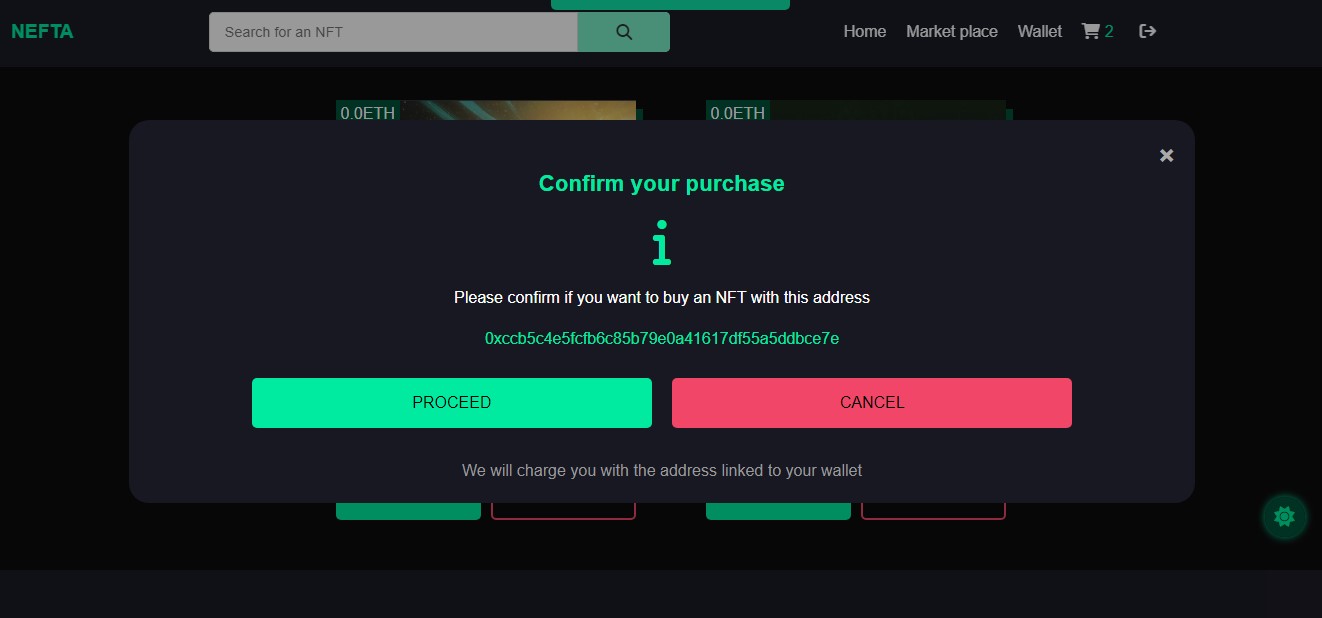 NEFTA
Search for an NFT
Home
Market place
Wallet
2
0.0ETH
0.0ETH
Confirm your purchase
Please confirm if you want to buy an NFT with this address
0xccb5c4e5fcfb6c85b79e0a41617df55a5ddbce7e
PROCEED
CANCEL
We will charge you with the address linked to your wallet